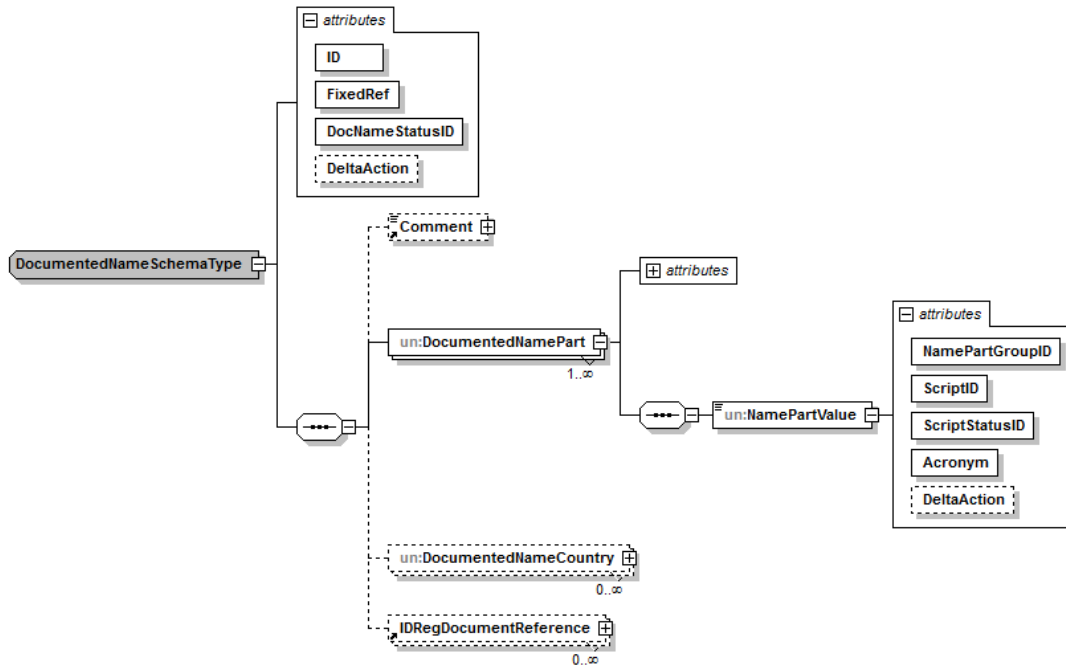 attributes
ID
FixedRef
DocNameStatusID
DeltaAction
Comment
DocumentedNameSchemaType
attributes
un:DocumentedNamePart
1..∞
attributes
NamePartGroupID
ScriptID
un:NamePartValue
ScriptStatusID
Acronym
DeltaAction
un:DocumentedNameCountry
0..∞
IDRegDocumentReference
0..∞